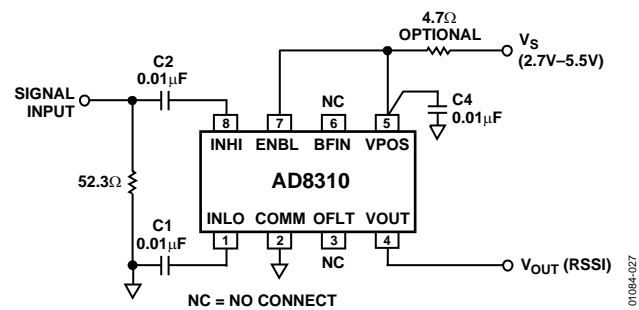 4.7Ω
OPTIONAL
VS
(2.7V–5.5V)
C2
0.01µF
SIGNAL
INPUT
NC
C4
0.01µF
8
7
6
5
INHI
ENBL
BFIN
VPOS
52.3Ω
AD8310
C1
0.01µF
INLO
COMM
OFLT
VOUT
1
2
3
4
NC
VOUT (RSSI)
NC = NO CONNECT
01084-027